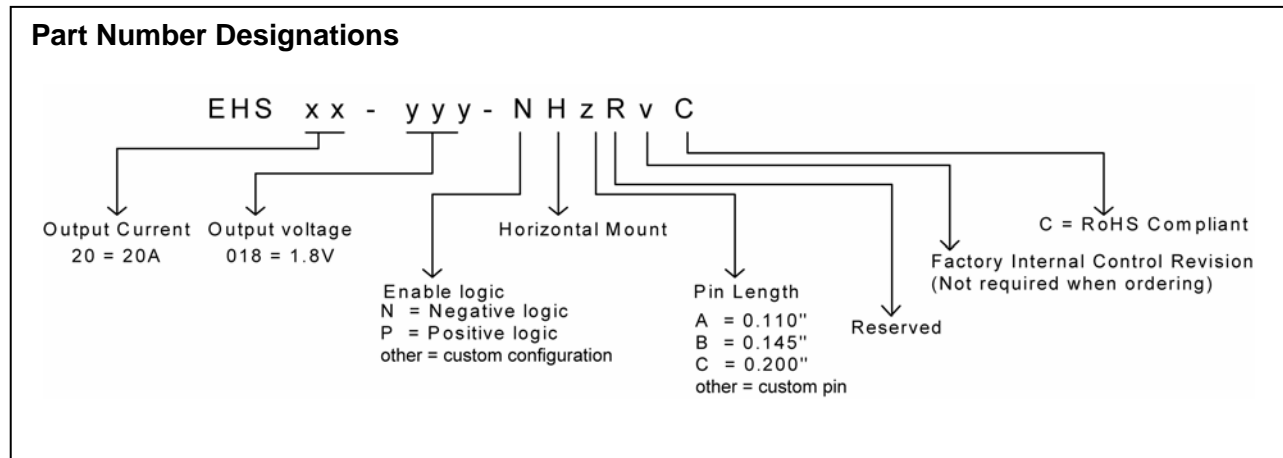 Part Number Designations
EHS xx - yyy - NHzRvC
Output Current
20 = 20A
Output voltage
018 = 1.8V
Enable logic
N = Negative logic
P = Positive logic
other = custom configuration
Horizontal Mount
Pin Length
A = 0.110"
B = 0.145"
C = 0.200"
other = custom pin
Reserved
Factory Internal Control Revision
(Not required when ordering)
C = RoHS Compliant